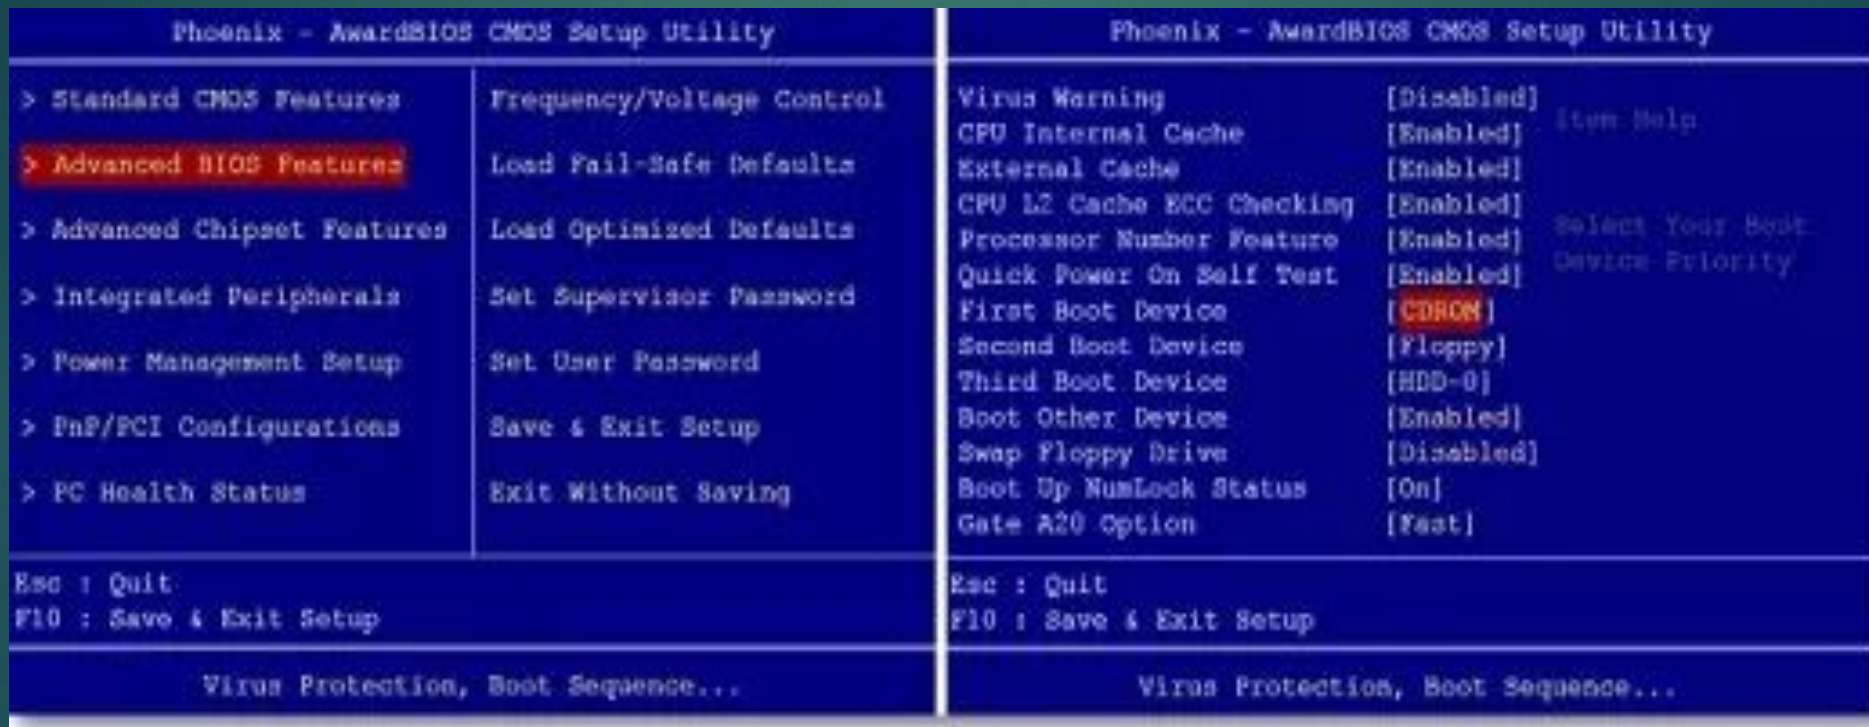 Phoenix - AwardBIOS CMOS Setup Utility
> Standard CMOS Features
> Advanced BIOS Features
> Advanced Chipset Features
> Integrated Peripherals
> Power Management Setup
> PnP/PCI Configurations
> PC Health Status
Frequency/Voltage Control
Load Fail-Safe Defaults
Load Optimized Defaults
Set Supervisor Password
Set User Password
Save & Exit Setup
Exit Without Saving
Esc : Quit
F10 : Save & Exit Setup
Virus Protection, Boot Sequence...
Phoenix - AwardBIOS CMOS Setup Utility
Virus Warning [Disabled]
CPU Internal Cache [Enabled]
External Cache [Enabled]
CPU L2 Cache ECC Checking [Enabled]
Processor Number Feature [Enabled]
Quick Power On Self Test [Enabled]
First Boot Device [CDROM]
Second Boot Device [Floppy]
Third Boot Device [HDD-0]
Boot Other Device [Enabled]
Swap Floppy Drive [Disabled]
Boot Up NumLock Status [On]
Gate A20 Option [Fast]
Item Help
Select Your Boot
Device Priority
Esc : Quit
F10 : Save & Exit Setup
Virus Protection, Boot Sequence...